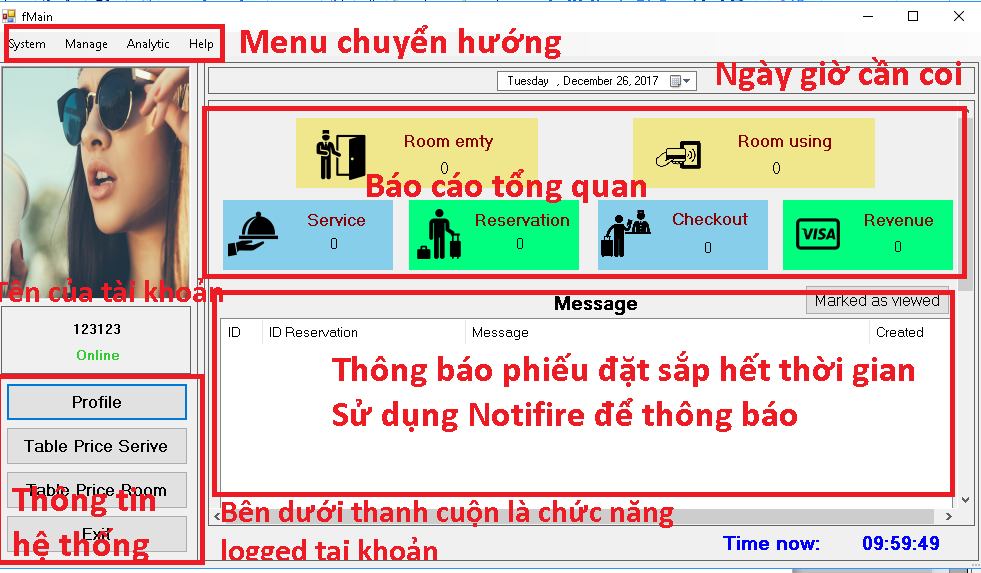 fMain
System Manage Analytic Help
Menu chuyển hướng
Tuesday , December 26, 2017
Ngày giờ cần coi
Room emty
0
Room using
0
Báo cáo tổng quan
Service
0
Reservation
0
Checkout
0
VISA
Revenue
0
Tên của tài khoản
123123
Online
Message
Marked as viewed
ID ID Reservation Message Created
Thông báo phiếu đặt sắp hết thời gian
Sử dụng Notifire để thông báo
Profile
Table Price Serive
Table Price Room
Exit
Thông tin
hệ thống
Bên dưới thanh cuộn là chức năng
logged tại khoản
Time now: 09:59:49